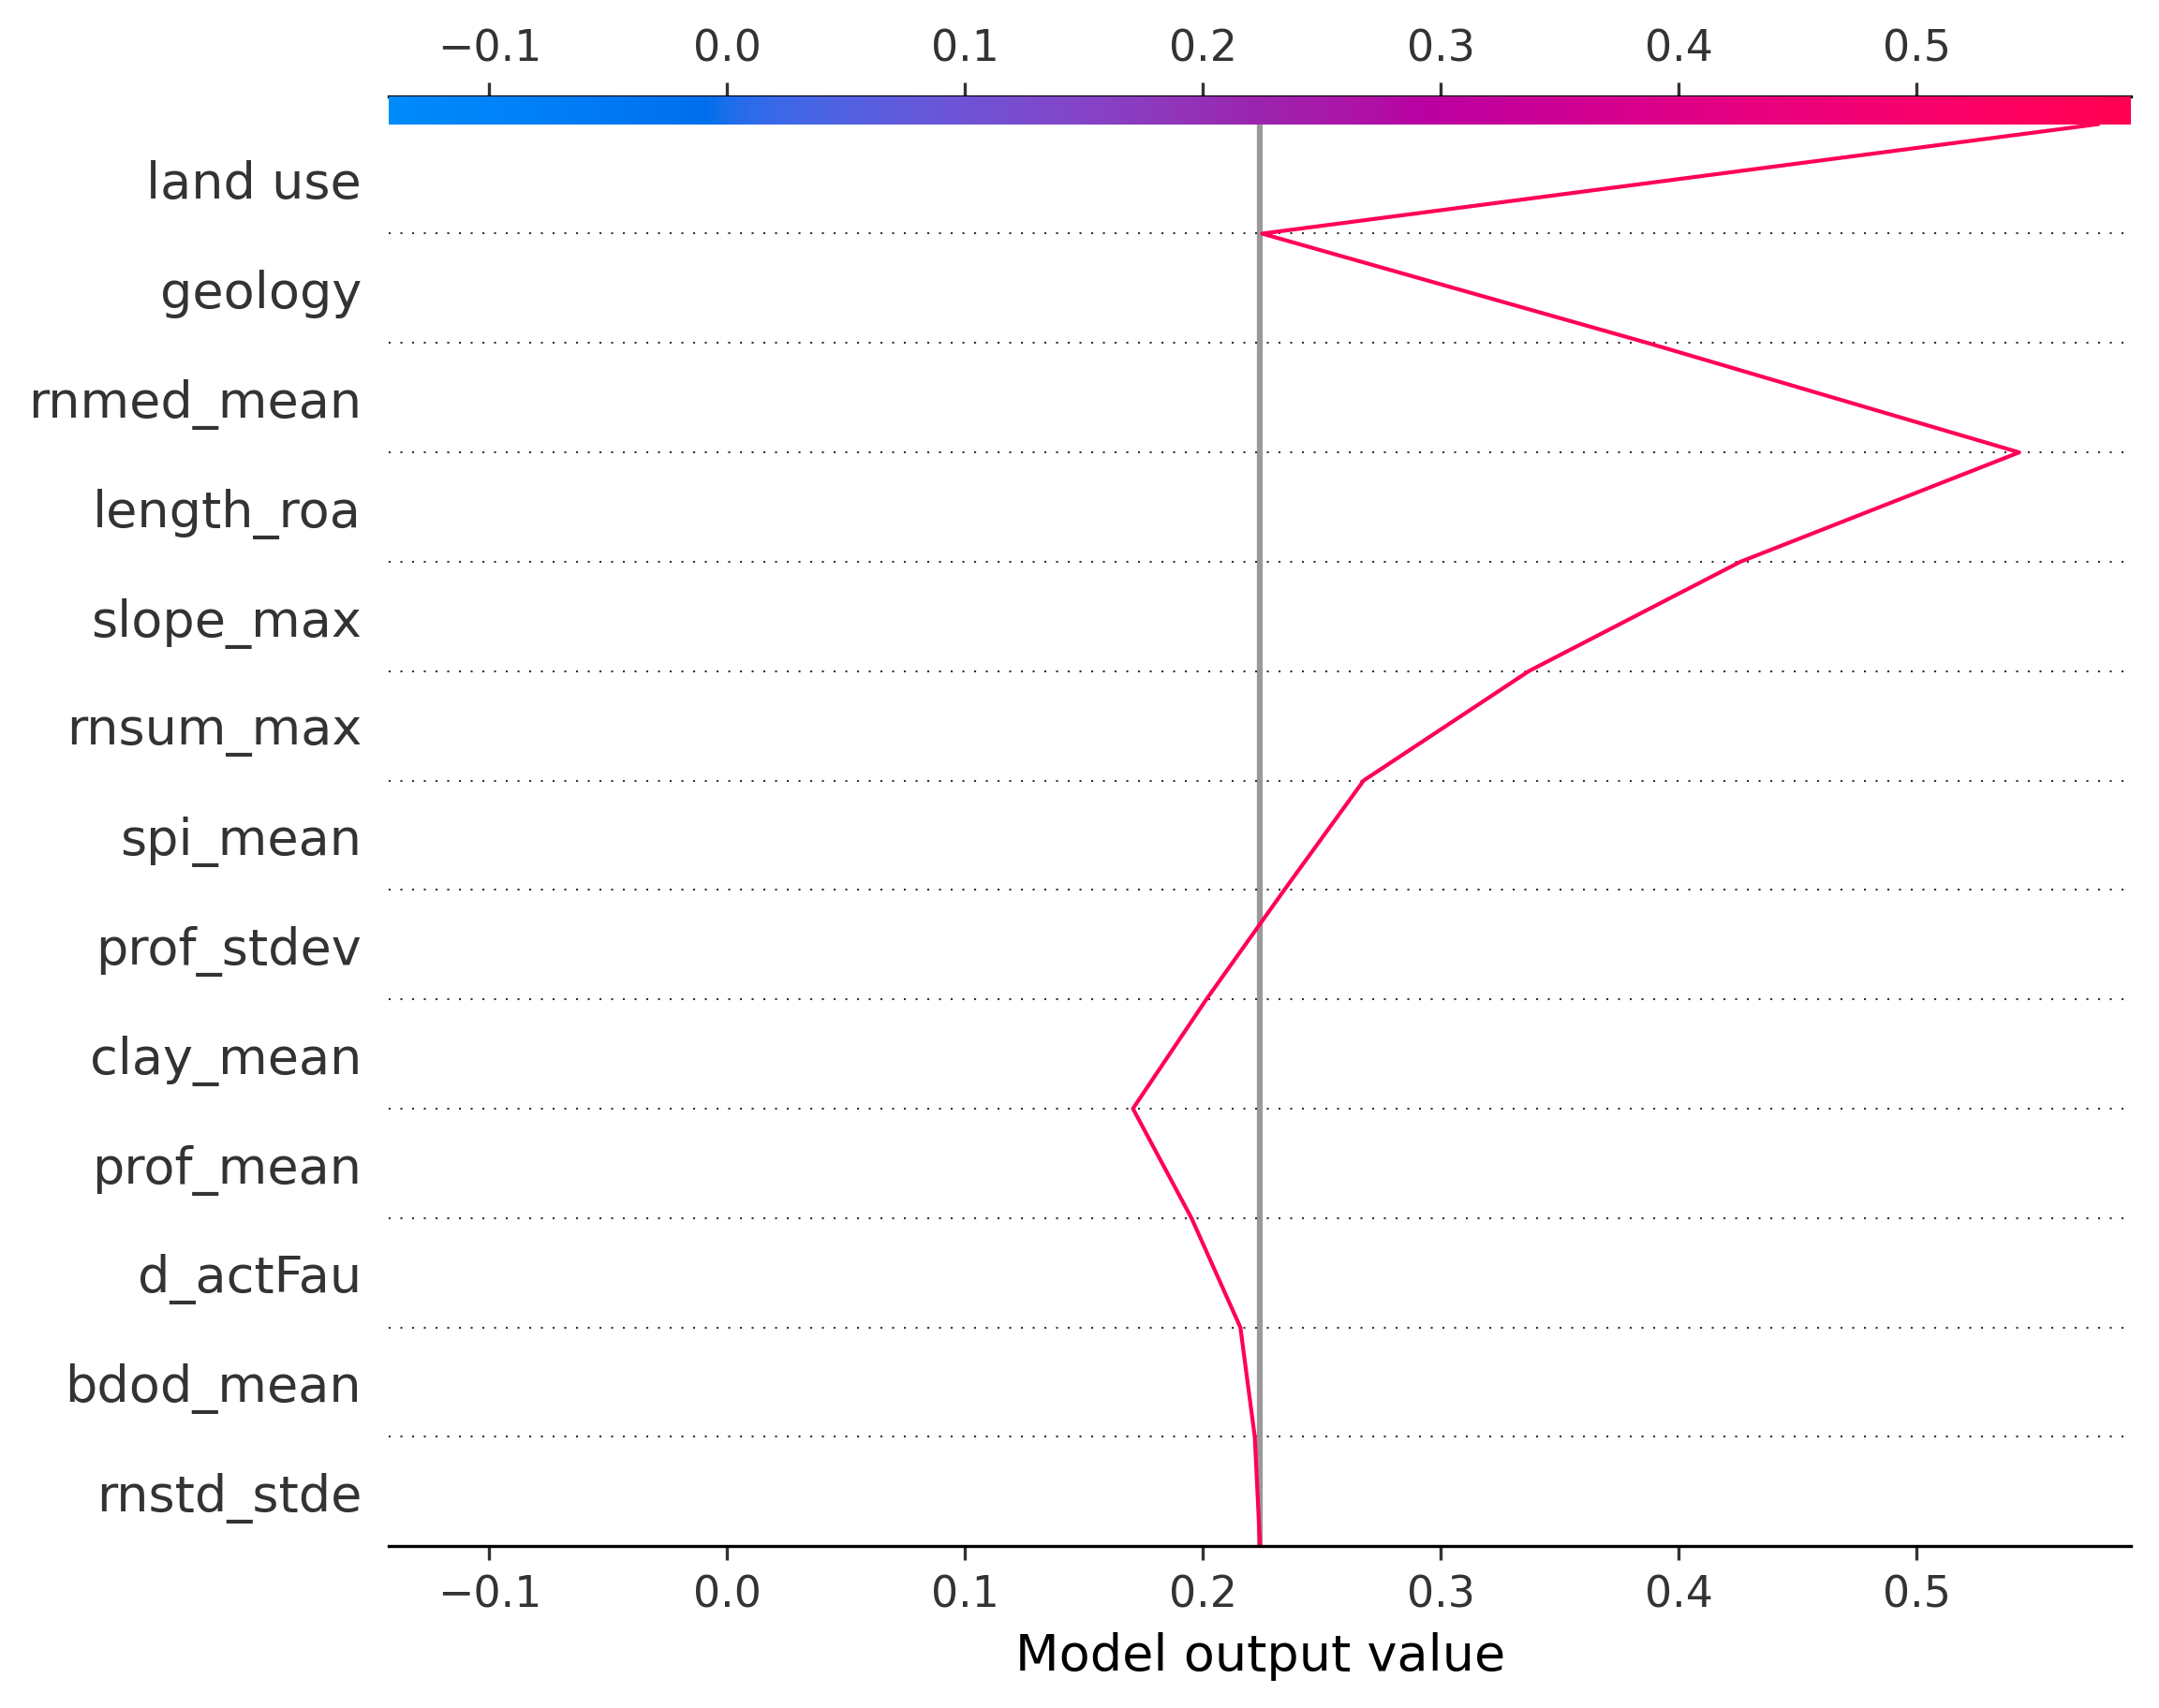 −0.1 0.0 0.1 0.2 0.3 0.4 0.5
land use
geology
rnmed_mean
length_roa
slope_max
rnsum_max
spi_mean
prof_stdev
clay_mean
prof_mean
d_actFau
bdod_mean
rnstd_stde
−0.1 0.0 0.1 0.2 0.3 0.4 0.5
Model output value